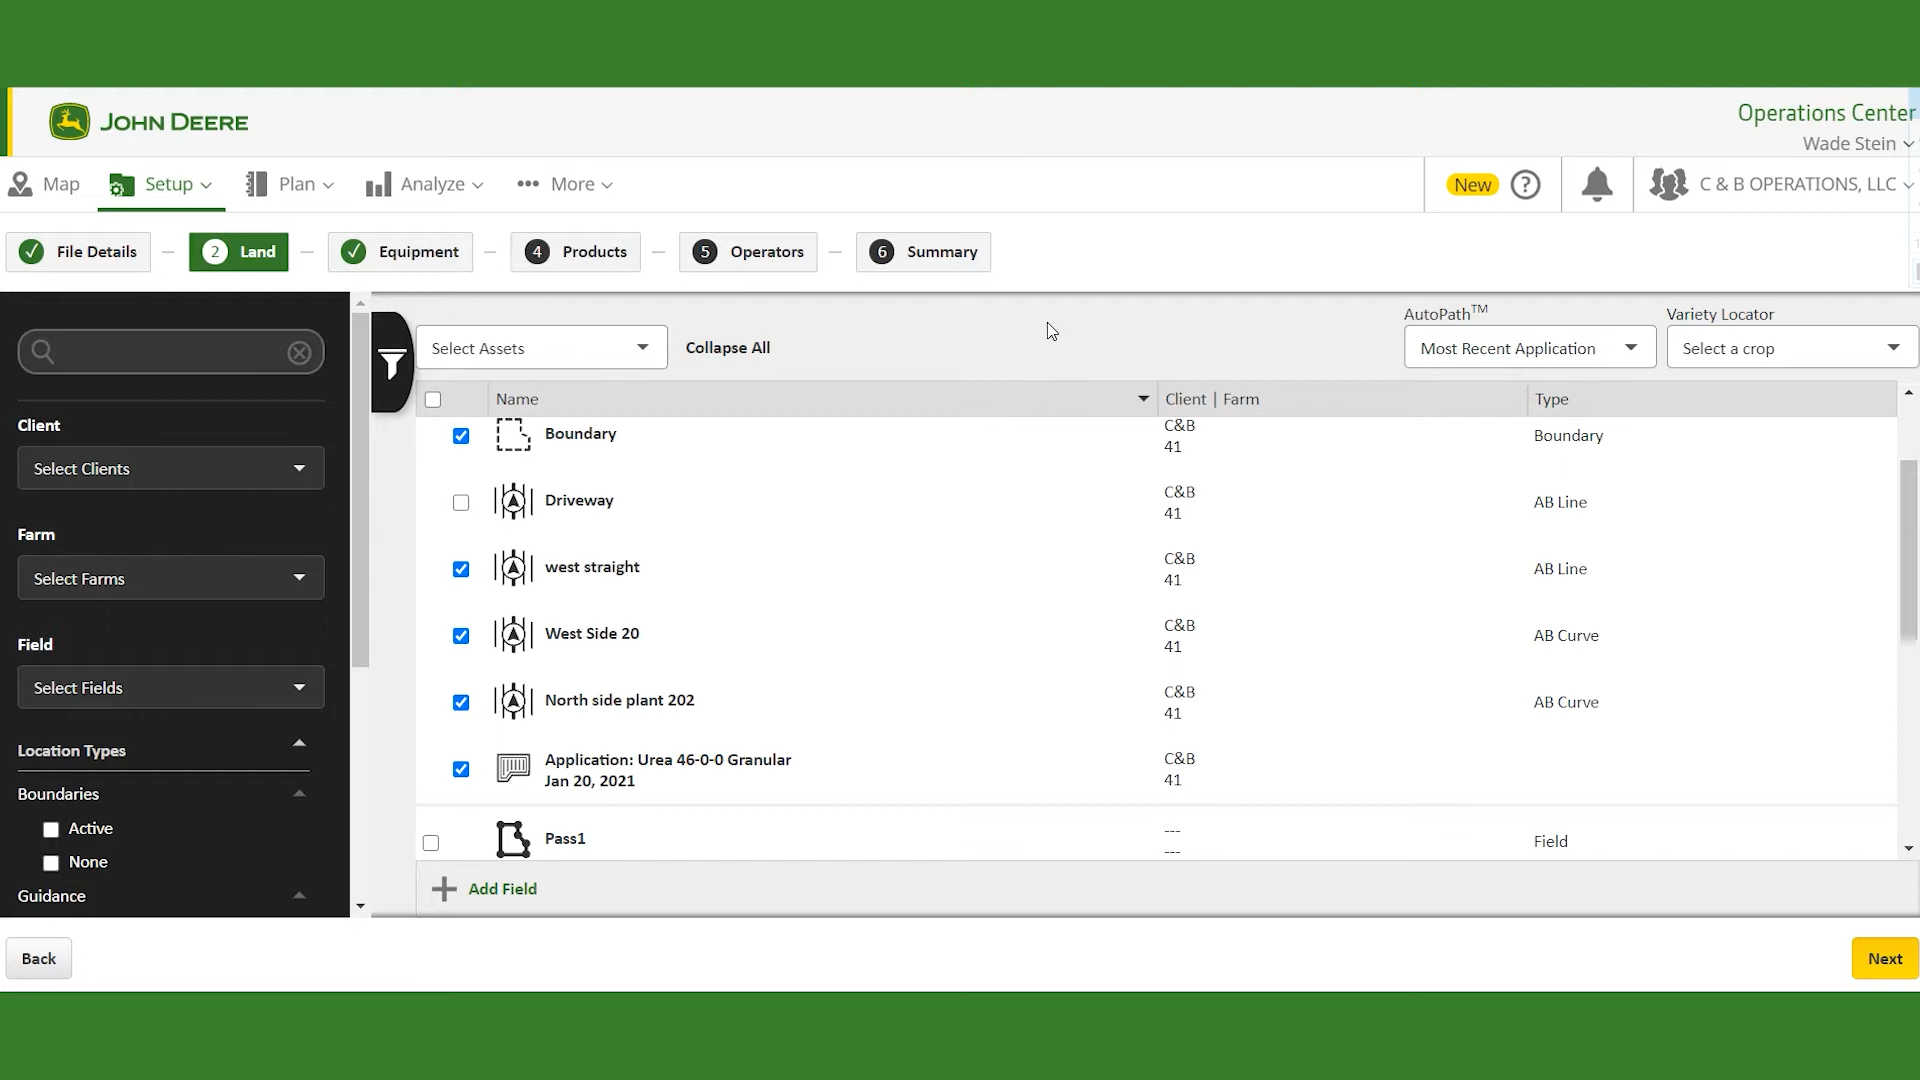 JOHN DEERE
Operations Center
Wade Stein
Map
Setup
Plan
Analyze
More
New
C & B OPERATIONS, LLC
File Details
2 Land
Equipment
4 Products
5 Operators
6 Summary
Client
Select Clients
Farm
Select Farms
Field
Select Fields
Location Types
Boundaries
Active
None
Guidance
Select Assets
Collapse All
AutoPath™
Most Recent Application
Variety Locator
Select a crop
Name
Client | Farm
Type
Boundary
C&B
41
Boundary
Driveway
C&B
41
AB Line
west straight
C&B
41
AB Line
West Side 20
C&B
41
AB Curve
North side plant 202
C&B
41
AB Curve
Application: Urea 46-0-0 Granular
Jan 20, 2021
C&B
41
Pass1
---
---
Field
Add Field
Back
Next